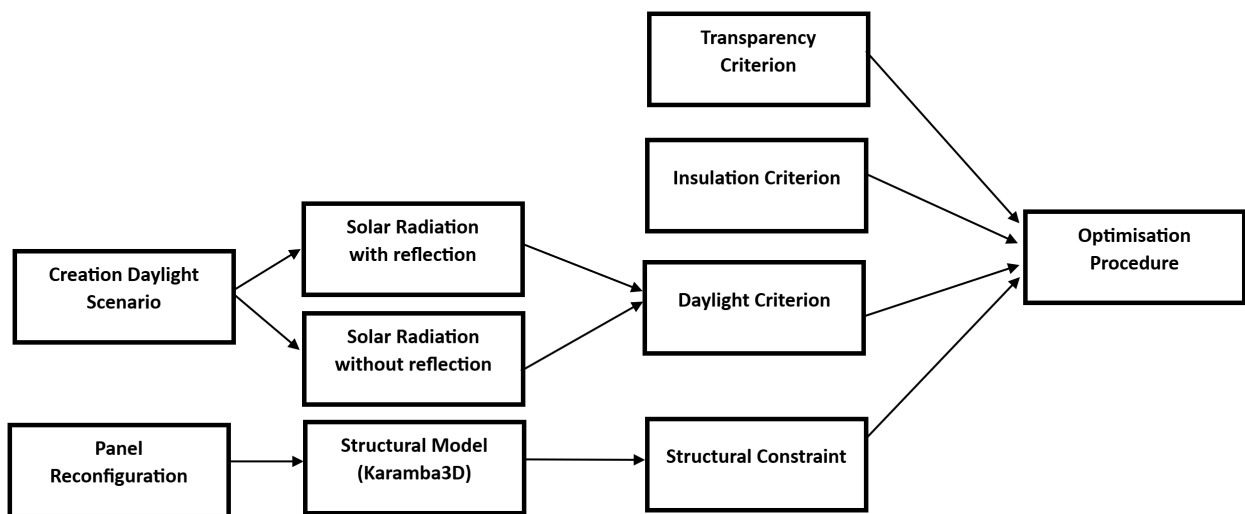 Transparency
Criterion
Insulation Criterion
Solar Radiation
with reflection
Optimisation
Procedure
Creation Daylight
Scenario
Daylight Criterion
Solar Radiation
without reflection
Panel
Reconfiguration
Structural Model
(Karamba3D)
Structural Constraint